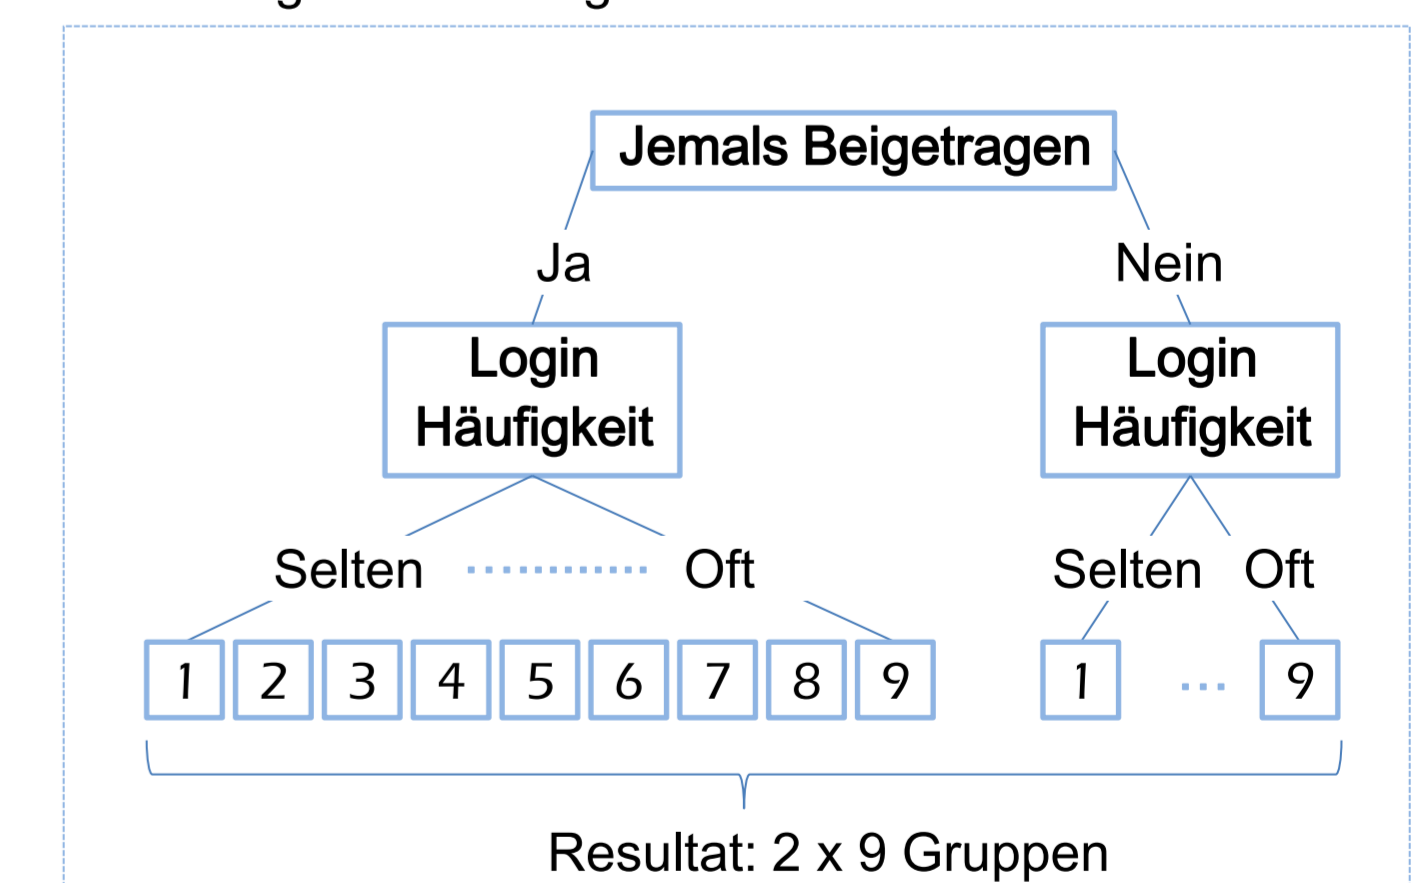 Jemals Beigetragen
Ja
Nein
Login
Häufigkeit
Login
Häufigkeit
Selten
Oft
Selten
Oft
1 2 3 4 5 6 7 8 9
1 ... 9
Resultat: 2 x 9 Gruppen